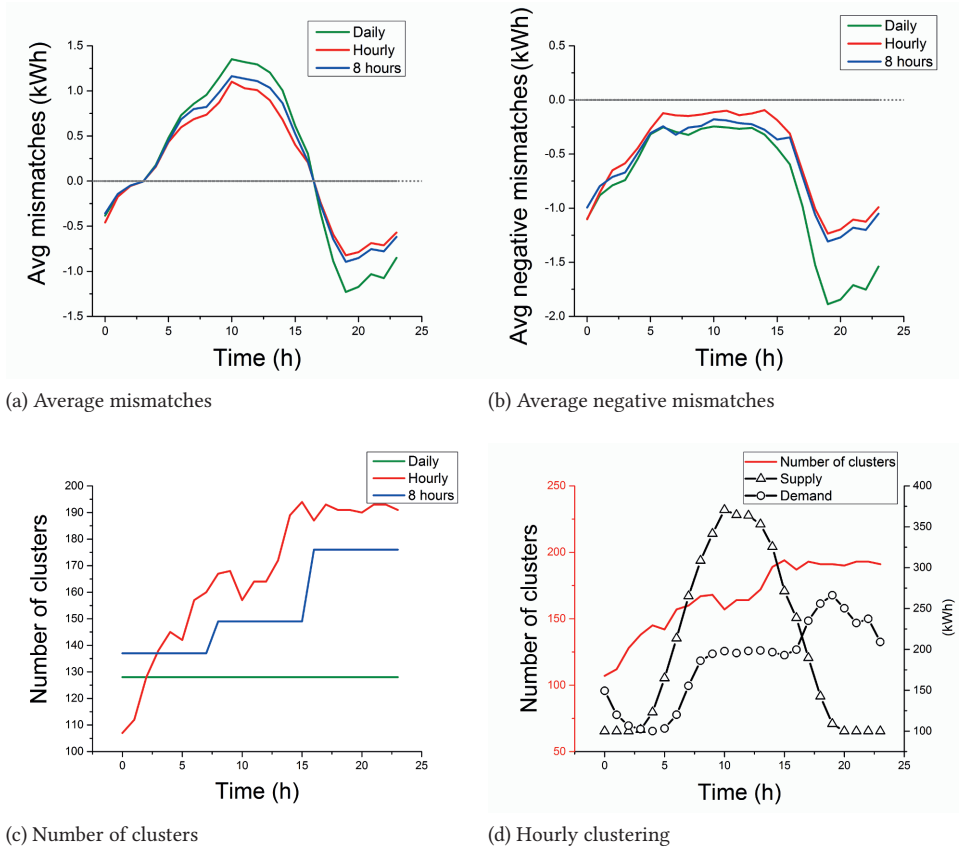 Daily
Hourly
8 hours
1.5
1.0
0.5
0.0
-0.5
-1.0
-1.5
Avg mismatches (kWh)
0 5 10 15 20 25
Time (h)
(a) Average mismatches
Daily
Hourly
8 hours
0.0
-0.5
-1.0
-1.5
-2.0
Avg negative mismatches (kWh)
0 5 10 15 20 25
Time (h)
(b) Average negative mismatches
Daily
Hourly
8 hours
200
190
180
170
160
150
140
130
120
110
100
Number of clusters
0 5 10 15 20 25
Time (h)
(c) Number of clusters
Number of clusters
Supply
Demand
250
200
150
100
50
Number of clusters
400
350
300
250
200
150
100
(kWh)
0 5 10 15 20 25
Time (h)
(d) Hourly clustering